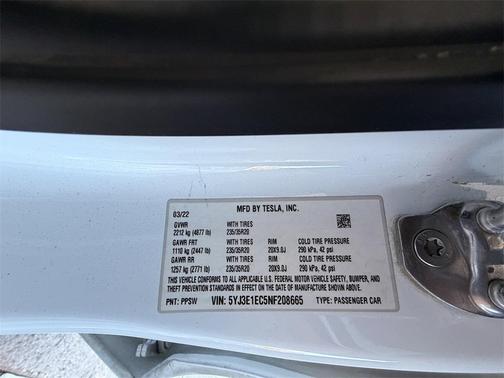 MFD BY TESLA, INC.
03/22
GVWR WITH TIRES
2212 kg (4877 lb) 235/35R20
GAWR FRT WITH TIRES RIM COLD TIRE PRESSURE
1110 kg (2447 lb) 235/35R20 20X9.0J 290 kPa, 42 psi
GAWR RR WITH TIRES RIM COLD TIRE PRESSURE
1257 kg (2771 lb) 235/35R20 20X9.0J 290 kPa, 42 psi
THIS VEHICLE CONFORMS TO ALL APPLICABLE U.S. FEDERAL MOTOR VEHICLE SAFETY, BUMPER, AND
THEFT PREVENTION STANDARDS IN EFFECT ON THE DATE OF MANUFACTURE SHOWN ABOVE.
PNT: PPSW VIN: 5YJ3E1EC5NF208665 TYPE: PASSENGER CAR